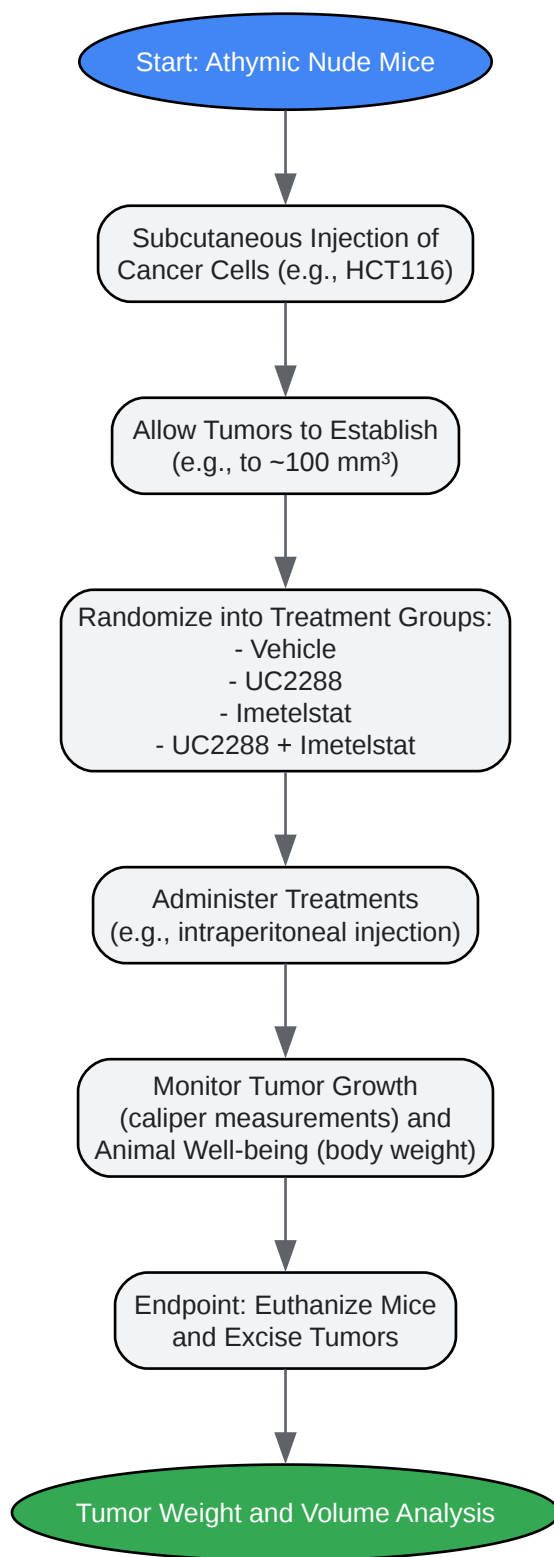 Start: Athymic Nude Mice
Subcutaneous Injection of
Cancer Cells (e.g., HCT116)
Allow Tumors to Establish
(e.g., to ~100 mm³)
Randomize into Treatment Groups:
- Vehicle
- UC2288
- Imetelstat
- UC2288 + Imetelstat
Administer Treatments
(e.g., intraperitoneal injection)
Monitor Tumor Growth
(caliper measurements) and
Animal Well-being (body weight)
Endpoint: Euthanize Mice
and Excise Tumors
Tumor Weight and Volume Analysis